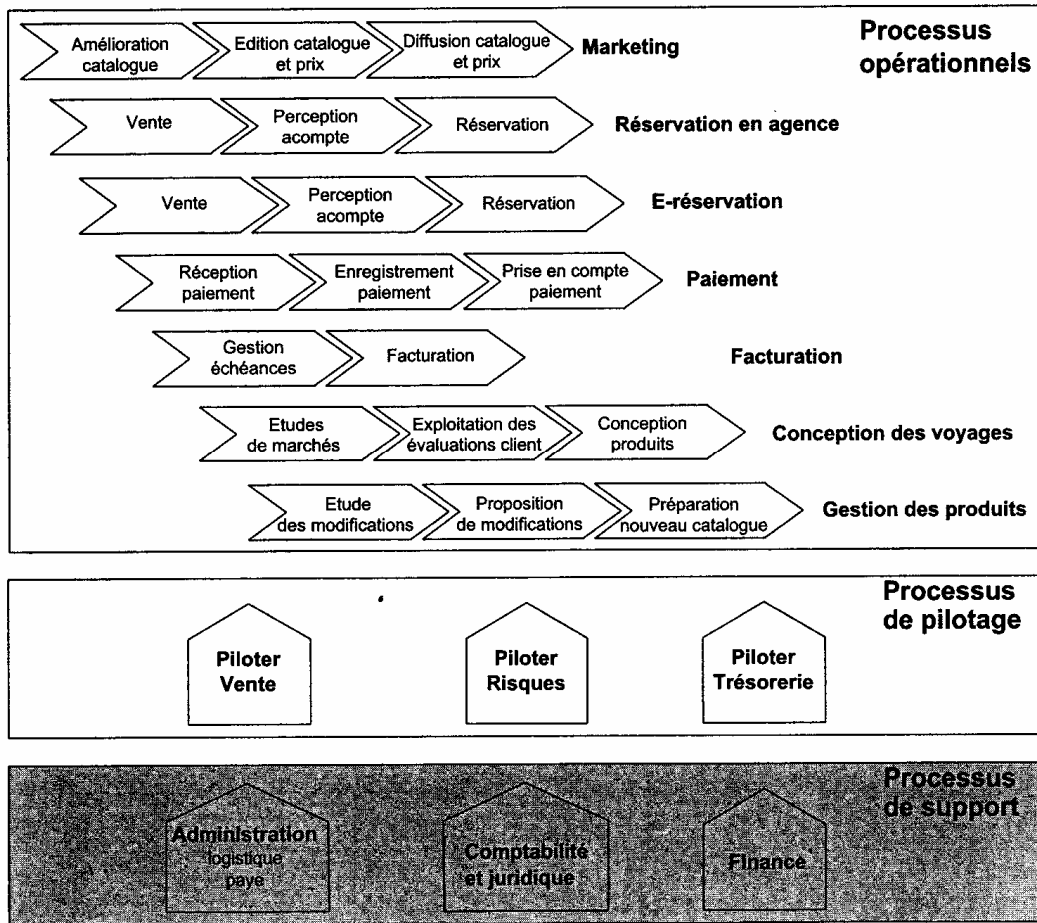 Processus
opérationnels
Amélioration
catalogue
Edition catalogue
et prix
Diffusion catalogue
et prix
Marketing
Vente
Perception
acompte
Réservation
Réservation en agence
Vente
Perception
acompte
Réservation
E-réservation
Réception
paiement
Enregistrement
paiement
Prise en compte
paiement
Paiement
Gestion
échéances
Facturation
Facturation
Etudes
de marchés
Exploitation des
évaluations client
Conception
produits
Conception des voyages
Etude
des modifications
Proposition
de modifications
Préparation
nouveau catalogue
Gestion des produits
Processus
de pilotage
Piloter
Vente
Piloter
Risques
Piloter
Trésorerie
Processus
de support
Administration
logistique
paye
Comptabilité
et juridique
Finance